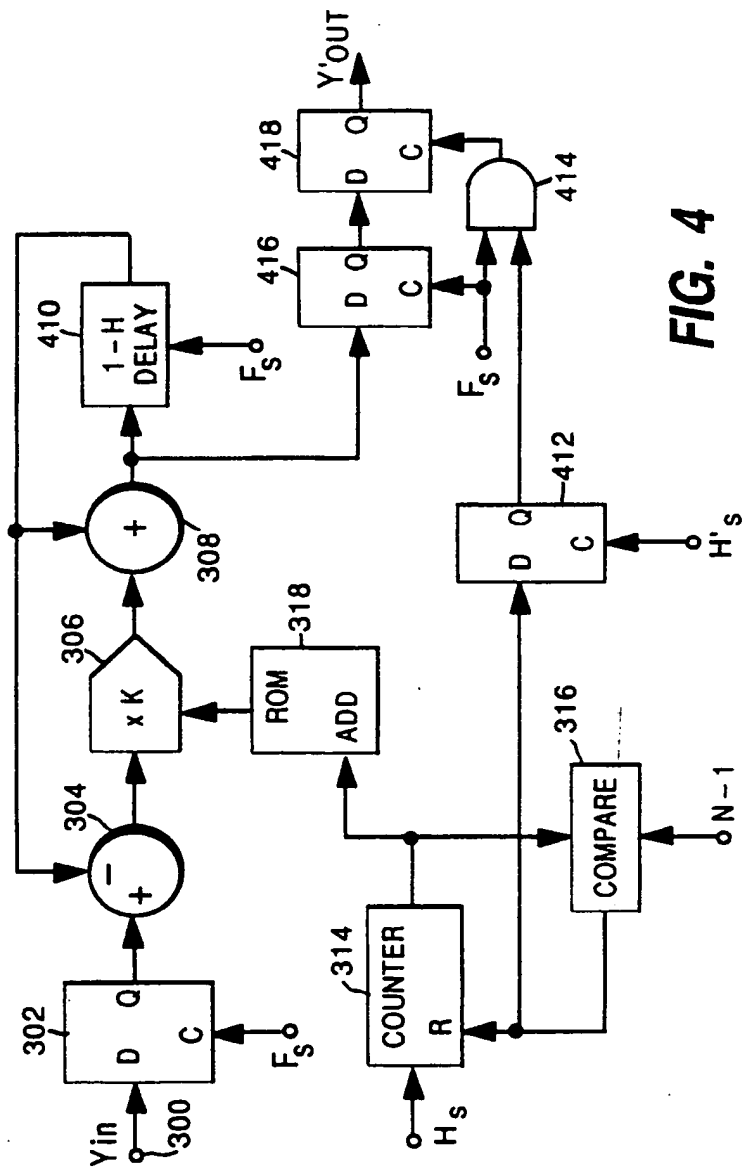 410
1-H
DELAY
F_S
304
−
+
306
x K
+
308
302
D Q
C
F_S
Yin
300
318
ROM
ADD
416
D Q
C
418
D Q
C
Y'OUT
F_S
414
314
COUNTER
R
H_S
412
D Q
C
H'_S
316
COMPARE
N-1
FIG. 4